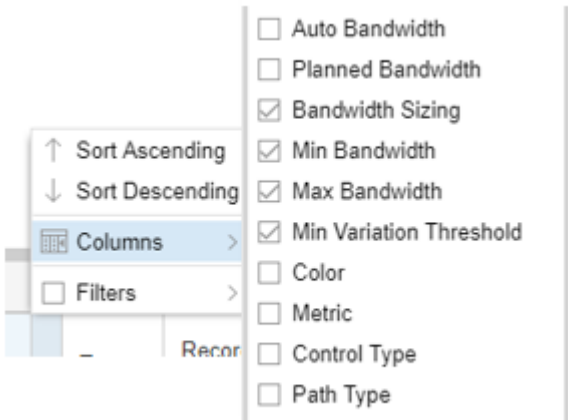 Sort Ascending
Sort Descending
Columns
Filters
Auto Bandwidth
Planned Bandwidth
Bandwidth Sizing
Min Bandwidth
Max Bandwidth
Min Variation Threshold
Color
Metric
Control Type
Path Type